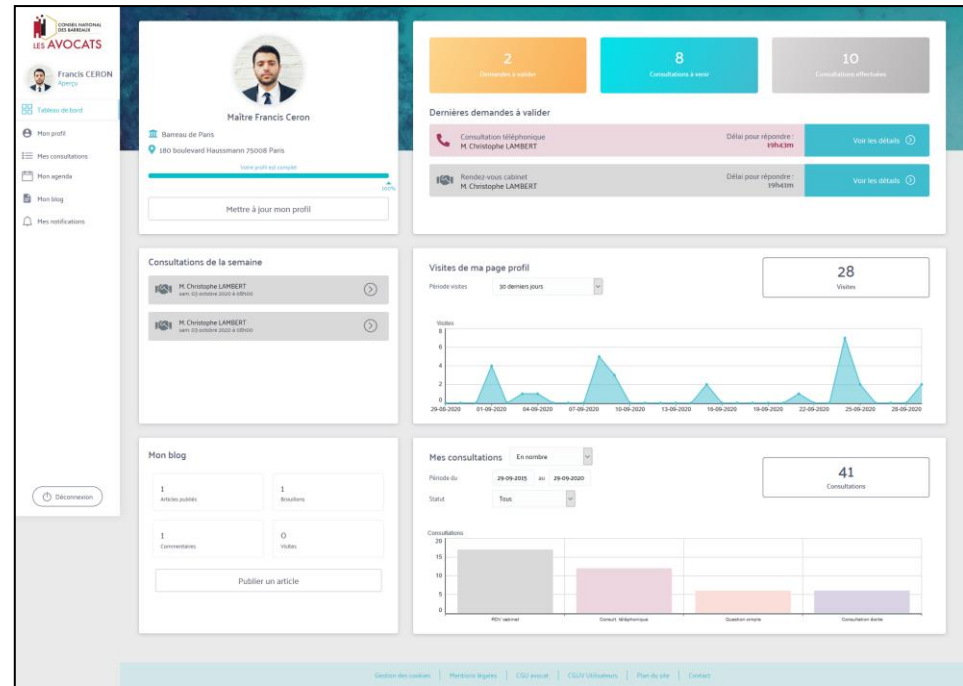 CONSEIL NATIONAL
DES BARREAUX
LES AVOCATS
Francis CERON
Aperçu
Tableau de bord
Mon profil
Mes consultations
Mon agenda
Mon blog
Mes notifications
Déconnexion
Maître Francis Ceron
Barreau de Paris
180 boulevard Haussmann 75008 Paris
Votre profil est complet
100%
Mettre à jour mon profil
2
Demandes à valider
8
Consultations à venir
10
Consultations effectuées
Dernières demandes à valider
Consultation téléphonique
M. Christophe LAMBERT
Délai pour répondre :
19h43m
Voir les détails
Rendez-vous cabinet
M. Christophe LAMBERT
Délai pour répondre :
19h41m
Voir les détails
Consultations de la semaine
M. Christophe LAMBERT
sam. 03 octobre 2020 à 08h00
M. Christophe LAMBERT
sam. 03 octobre 2020 à 08h00
Visites de ma page profil
Période visites 30 derniers jours
28
Visites
Visites
8
6
4
2
0
29-08-2020 01-09-2020 04-09-2020 07-09-2020 10-09-2020 13-09-2020 16-09-2020 19-09-2020 22-09-2020 25-09-2020 28-09-2020
Mon blog
1
Articles publiés
1
Brouillons
1
Commentaires
0
Visites
Publier un article
Mes consultations En nombre
Période du 29-09-2015 au 29-09-2020
Statut Tous
41
Consultations
Consultations
20
15
10
5
0
RDV cabinet Consult. téléphonique Question simple Consultation écrite
Gestion des cookies | Mentions légales | CGU avocat | CGUV Utilisateurs | Plan du site | Contact